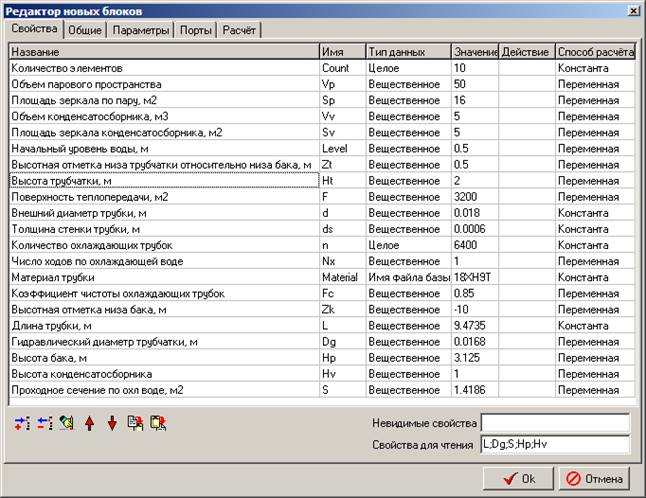 Редактор новых блоков
Свойства Общие Параметры Порты Расчёт
Название Имя Тип данных Значение Действие Способ расчёта
Количество элементов Count Целое 10 Константа
Объем парового пространства Vp Вещественное 50 Переменная
Площадь зеркала по пару, м2 Sp Вещественное 16 Переменная
Объем конденсатосборника, м3 Vv Вещественное 5 Переменная
Площадь зеркала конденсатосборника, м2 Sv Вещественное 5 Переменная
Начальный уровень воды, м Level Вещественное 0.5 Переменная
Высотная отметка низа трубчатки относительно низа бака, м Zt Вещественное 0.5 Переменная
Высота трубчатки, м Ht Вещественное 2 Переменная
Поверхность теплопередачи, м2 F Вещественное 3200 Переменная
Внешний диаметр трубки, м d Вещественное 0.018 Константа
Толщина стенки трубки, м ds Вещественное 0.0006 Константа
Количество охлаждающих трубок n Целое 6400 Константа
Число ходов по охлаждающей воде Nx Вещественное 1 Переменная
Материал трубки Material Имя файла базы 18ХН9Т Константа
Коэффициент чистоты охлаждающих трубок Fc Вещественное 0.85 Переменная
Высотная отметка низа бака, м Zk Вещественное -10 Переменная
Длина трубки, м L Вещественное 9.4735 Константа
Гидравлический диаметр трубчатки, м Dg Вещественное 0.0168 Переменная
Высота бака, м Hp Вещественное 3.125 Переменная
Высота конденсатосборника Hv Вещественное 1 Переменная
Проходное сечение по охл воде, м2 S Вещественное 1.4186 Переменная
Невидимые свойства
Свойства для чтения L;Dg;S;Hp;Hv
Ok Отмена